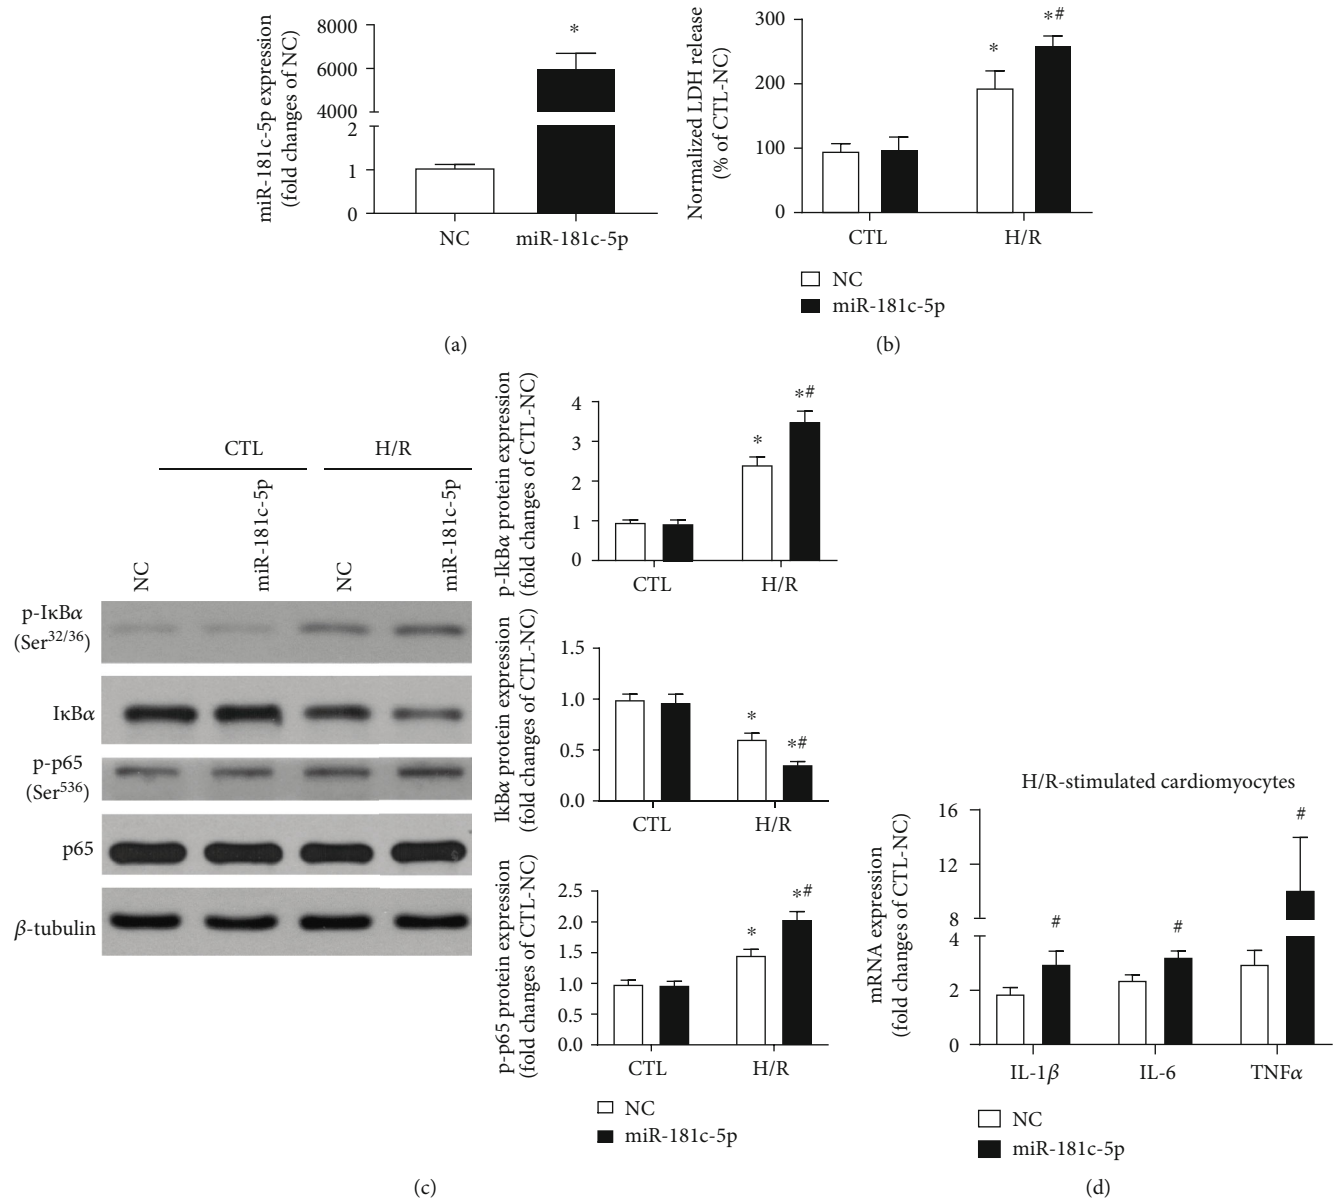 miR-181c-5p expression
(fold changes of NC)
8000
6000
4000
2
1
0
*
NC
miR-181c-5p
(a)
Normalized LDH release
(% of CTL-NC)
300
200
100
0
*
*#
CTL
H/R
NC
miR-181c-5p
(b)
CTL
H/R
NC
miR-181c-5p
NC
miR-181c-5p
p-IκBα
(Ser32/36)
IκBα
p-p65
(Ser536)
p65
β-tubulin
p-IkBα protein expression
(fold changes of CTL-NC)
4
3
2
1
0
*
*#
CTL
H/R
IkBα protein expression
(fold changes of CTL-NC)
1.5
1.0
0.5
0.0
*
*#
CTL
H/R
p-p65 protein expression
(fold changes of CTL-NC)
2.5
2.0
1.5
1.0
0.5
0.0
*
*#
CTL
H/R
NC
miR-181c-5p
(c)
H/R-stimulated cardiomyocytes
mRNA expression
(fold changes of CTL-NC)
16
12
8
4
2
0
#
#
#
IL-1β
IL-6
TNFα
NC
miR-181c-5p
(d)